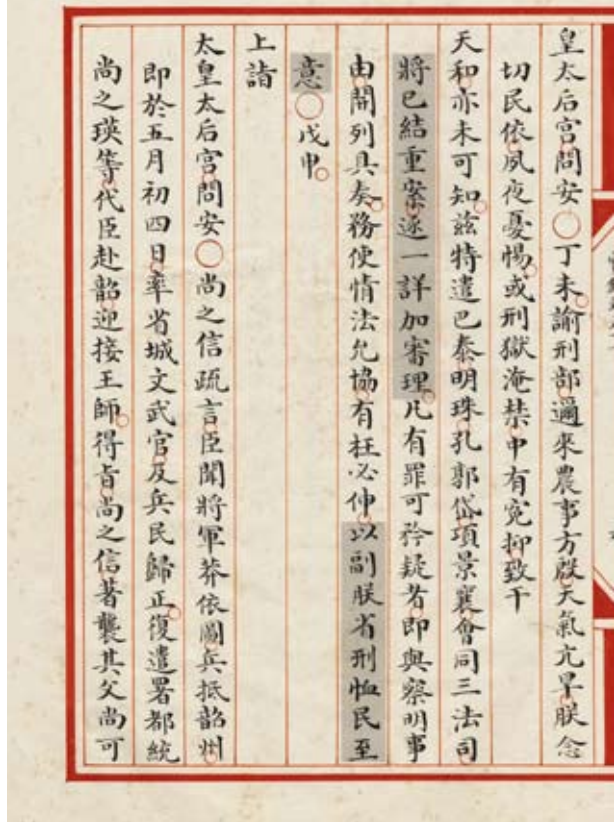 皇太后宮問安〇丁未諭刑部邇來農事方殷天氣亢旱朕念
切民依夙夜憂惕或刑獄淹禁中有冤抑致干
天和亦未可知茲特遣巴泰明珠孔郭岱項景襄會同三法司
將已結重案逐一詳加審理凡有罪可矜疑者即與察明事
由開列具奏務使情法允協有枉必伸以副朕省刑恤民至
意〇戊申
上詣
太皇太后宮問安〇尚之信疏言臣聞將軍莽依圖兵抵韶州
即於五月初四日率省城文武官及兵民歸正復遣署都統
尚之瑛等代臣赴韶迎接王師得旨尚之信著襲其父尚可